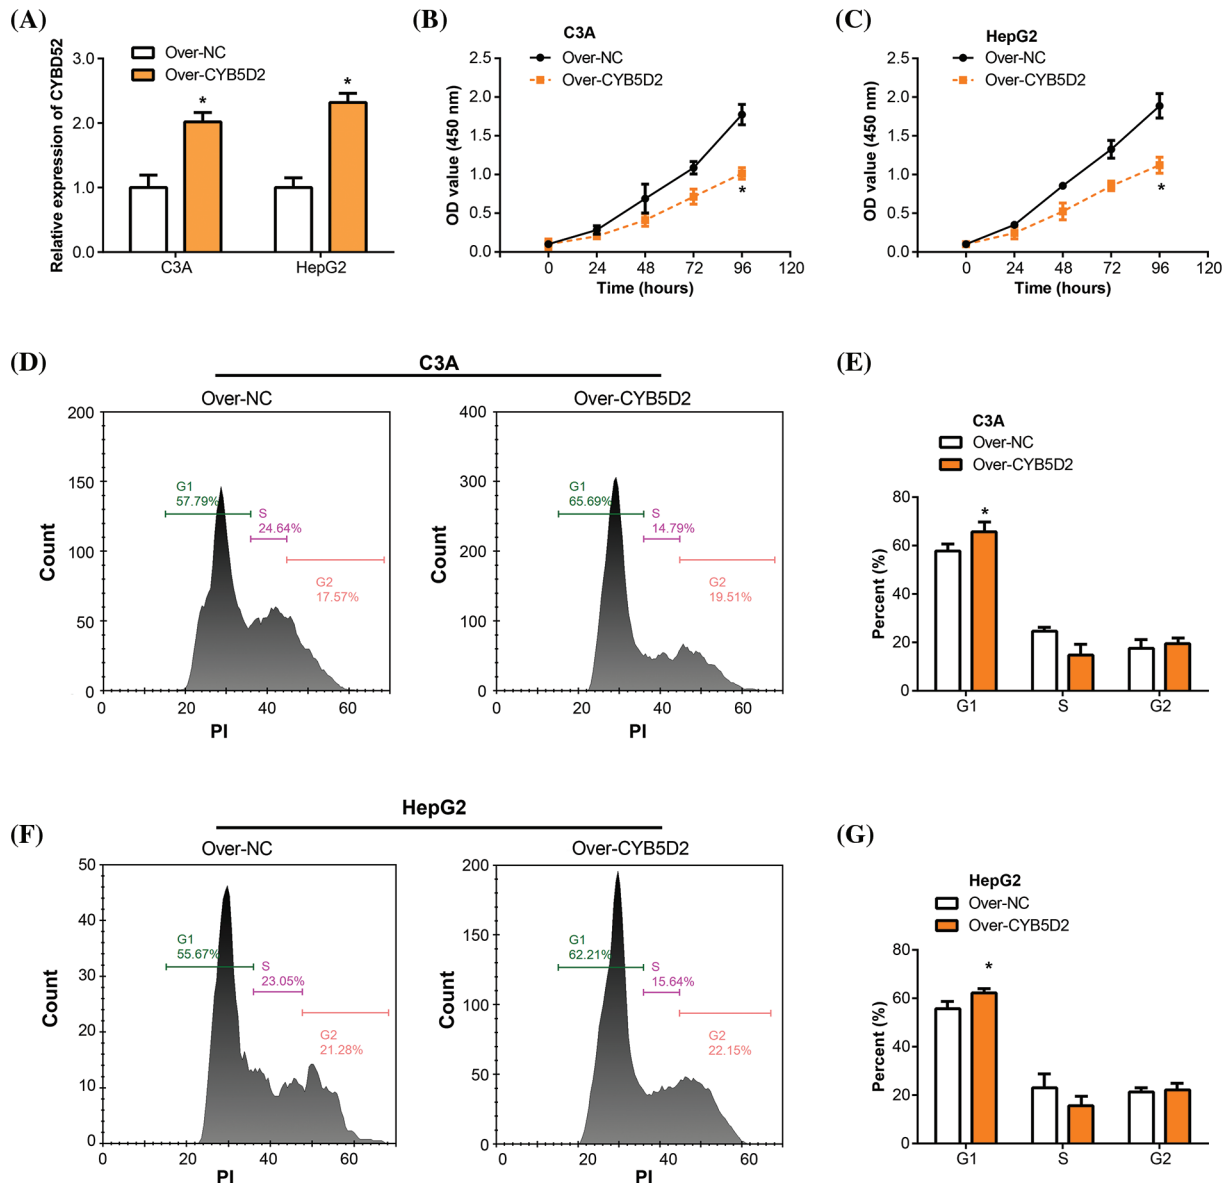 (A)
Over-NC
Over-CYB5D2
Relative expression of CYBD52
3.0
2.0
1.0
0.0
*
*
C3A
HepG2
(B)
C3A
Over-NC
Over-CYB5D2
OD value (450 nm)
2.5
2.0
1.5
1.0
0.5
0.0
*
0 24 48 72 96 120
Time (hours)
(C)
HepG2
Over-NC
Over-CYB5D2
OD value (450 nm)
2.5
2.0
1.5
1.0
0.5
0.0
*
0 24 48 72 96 120
Time (hours)
(D)
C3A
Over-NC
Count
200
150
100
50
0
G1
57.79%
S
24.64%
G2
17.57%
0 20 40 60
PI
Over-CYB5D2
Count
400
300
200
100
0
G1
65.69%
S
14.79%
G2
19.51%
0 20 40 60
PI
(E)
C3A
Over-NC
Over-CYB5D2
Percent (%)
80
60
40
20
0
*
G1 S G2
(F)
HepG2
Over-NC
Count
50
40
30
20
10
0
G1
55.67%
S
23.05%
G2
21.28%
0 20 40 60
PI
Over-CYB5D2
Count
200
150
100
50
0
G1
62.21%
S
15.64%
G2
22.15%
0 20 40 60
PI
(G)
HepG2
Over-NC
Over-CYB5D2
Percent (%)
80
60
40
20
0
*
G1 S G2